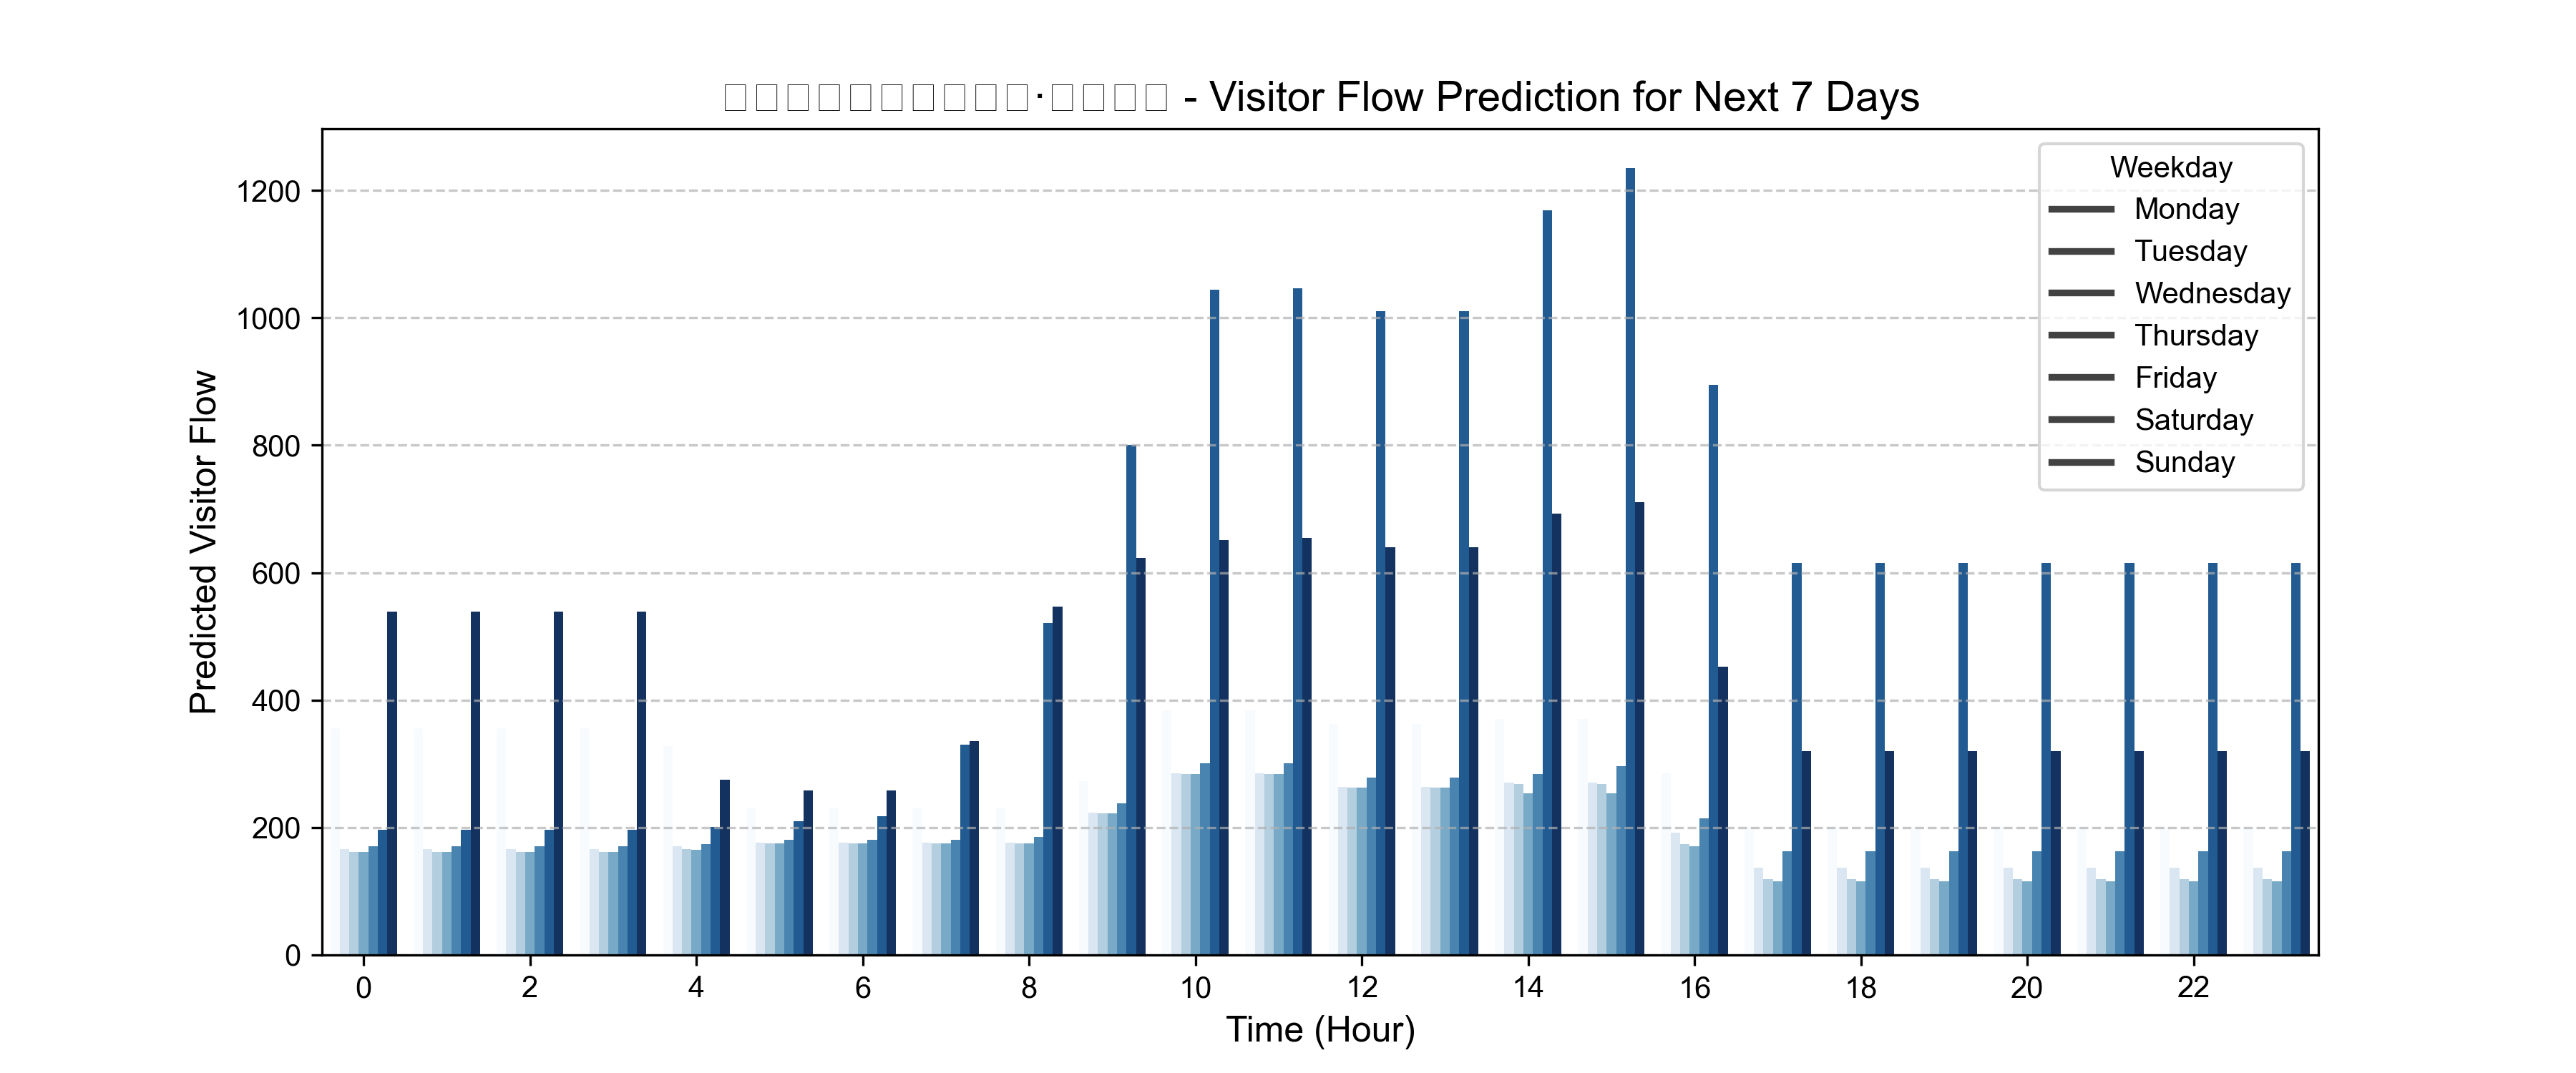 - Visitor Flow Prediction for Next 7 Days
Predicted Visitor Flow
1200
1000
800
600
400
200
0
Weekday
Monday
Tuesday
Wednesday
Thursday
Friday
Saturday
Sunday
0 2 4 6 8 10 12 14 16 18 20 22
Time (Hour)